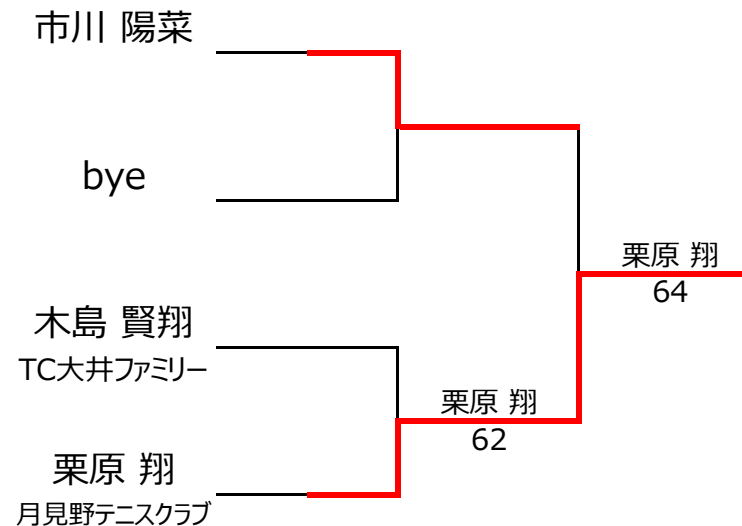 市川 陽菜
bye
木島 賢翔
TC大井ファミリー
栗原 翔
月見野テニスクラブ
栗原 翔
62
栗原 翔
64